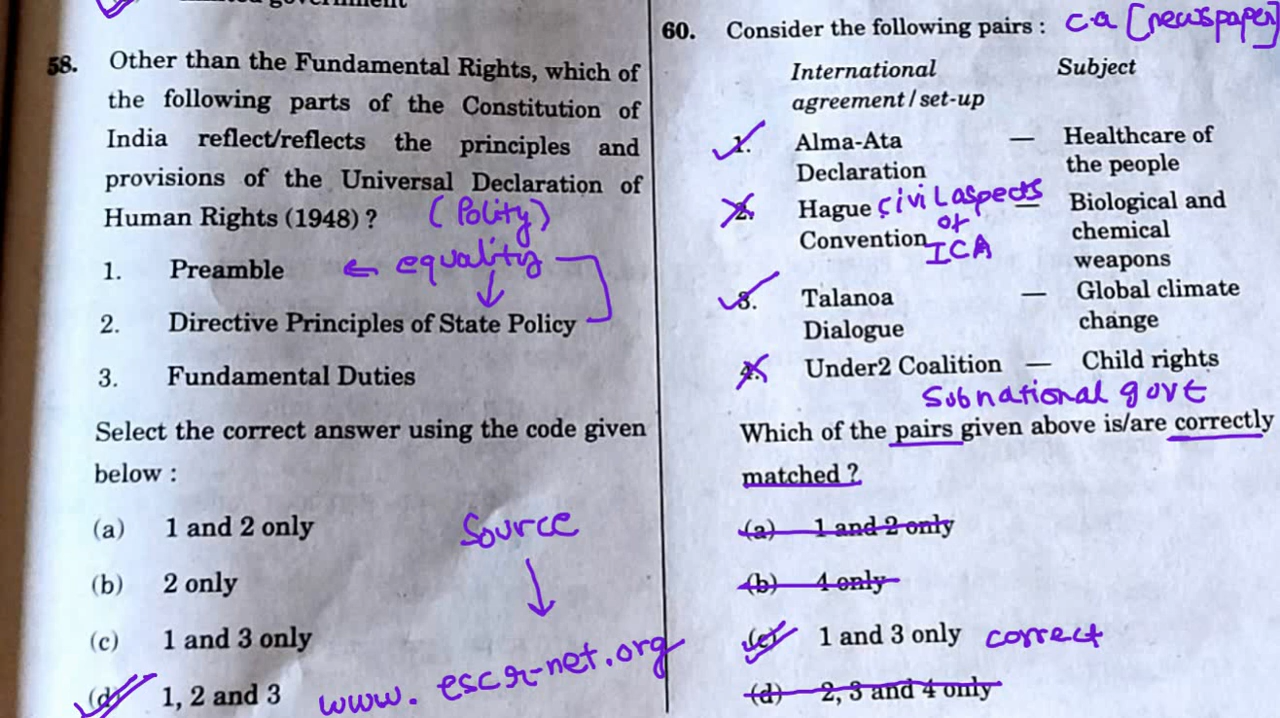 58. Other than the Fundamental Rights, which of
the following parts of the Constitution of
India reflect/reflects the principles and
provisions of the Universal Declaration of
Human Rights (1948) ? (Polity)
1. Preamble ← equality
2. Directive Principles of State Policy
3. Fundamental Duties
Select the correct answer using the code given
below :
(a) 1 and 2 only
Source
(b) 2 only
(c) 1 and 3 only
(d) 1, 2 and 3
www.escr-net.org
60. Consider the following pairs : C.a [newspaper]
International Subject
agreement / set-up
1. Alma-Ata — Healthcare of
Declaration the people
2. Hague civil aspects — Biological and
Convention of chemical
ICA weapons
3. Talanoa — Global climate
Dialogue change
4. Under2 Coalition — Child rights
Subnational govt
Which of the pairs given above is/are correctly
matched ?
(a) 1 and 2 only
(b) 4 only
(c) 1 and 3 only correct
(d) 2, 3 and 4 only